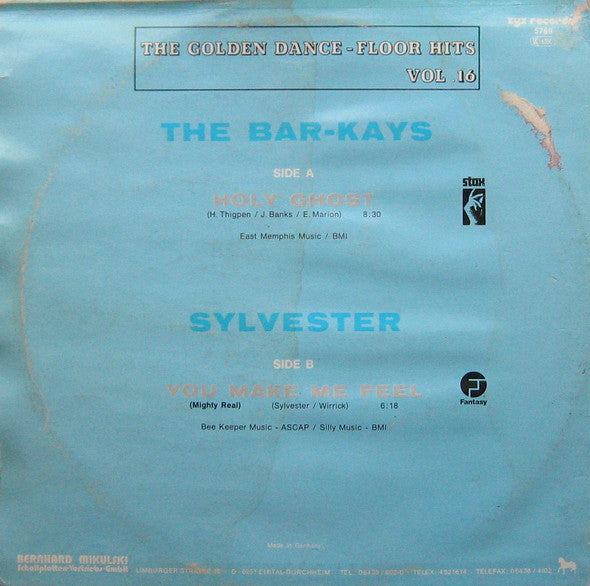 zyx records
THE GOLDEN DANCE-FLOOR HITS
VOL 16
THE BAR-KAYS
SIDE A
stax
HOLY GHOST
(H. Thigpen / J. Banks / E. Marion) 8:30
East Memphis Music / BMI
SYLVESTER
SIDE B
YOU MAKE ME FEEL
(Mighty Real) (Sylvester / Wirrick) 6:18
Fantasy
Bee Keeper Music - ASCAP / Silly Music - BMI
Made in Germany
BERNHARD MIKULSKI
Schallplatten-Vertriebs-GmbH
LIMBURGER STRASSE